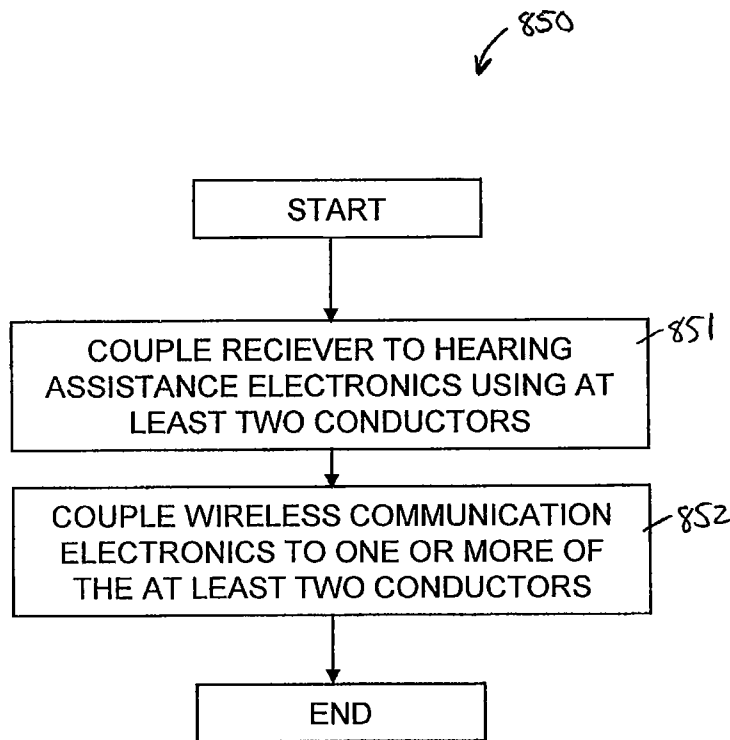 850
START
COUPLE RECIEVER TO HEARING
ASSISTANCE ELECTRONICS USING AT
LEAST TWO CONDUCTORS
851
COUPLE WIRELESS COMMUNICATION
ELECTRONICS TO ONE OR MORE OF
THE AT LEAST TWO CONDUCTORS
852
END